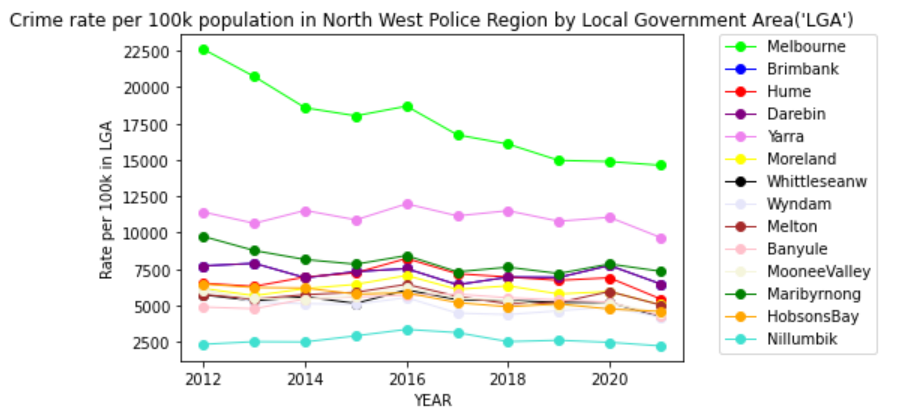 Crime rate per 100k population in North West Police Region by Local Government Area('LGA')
22500
20000
17500
15000
12500
10000
7500
5000
2500
Rate per 100k in LGA
2012
2014
2016
2018
2020
YEAR
Melbourne
Brimbank
Hume
Darebin
Yarra
Moreland
Whittleseanw
Wyndam
Melton
Banyule
MooneeValley
Maribyrnong
HobsonsBay
Nillumbik